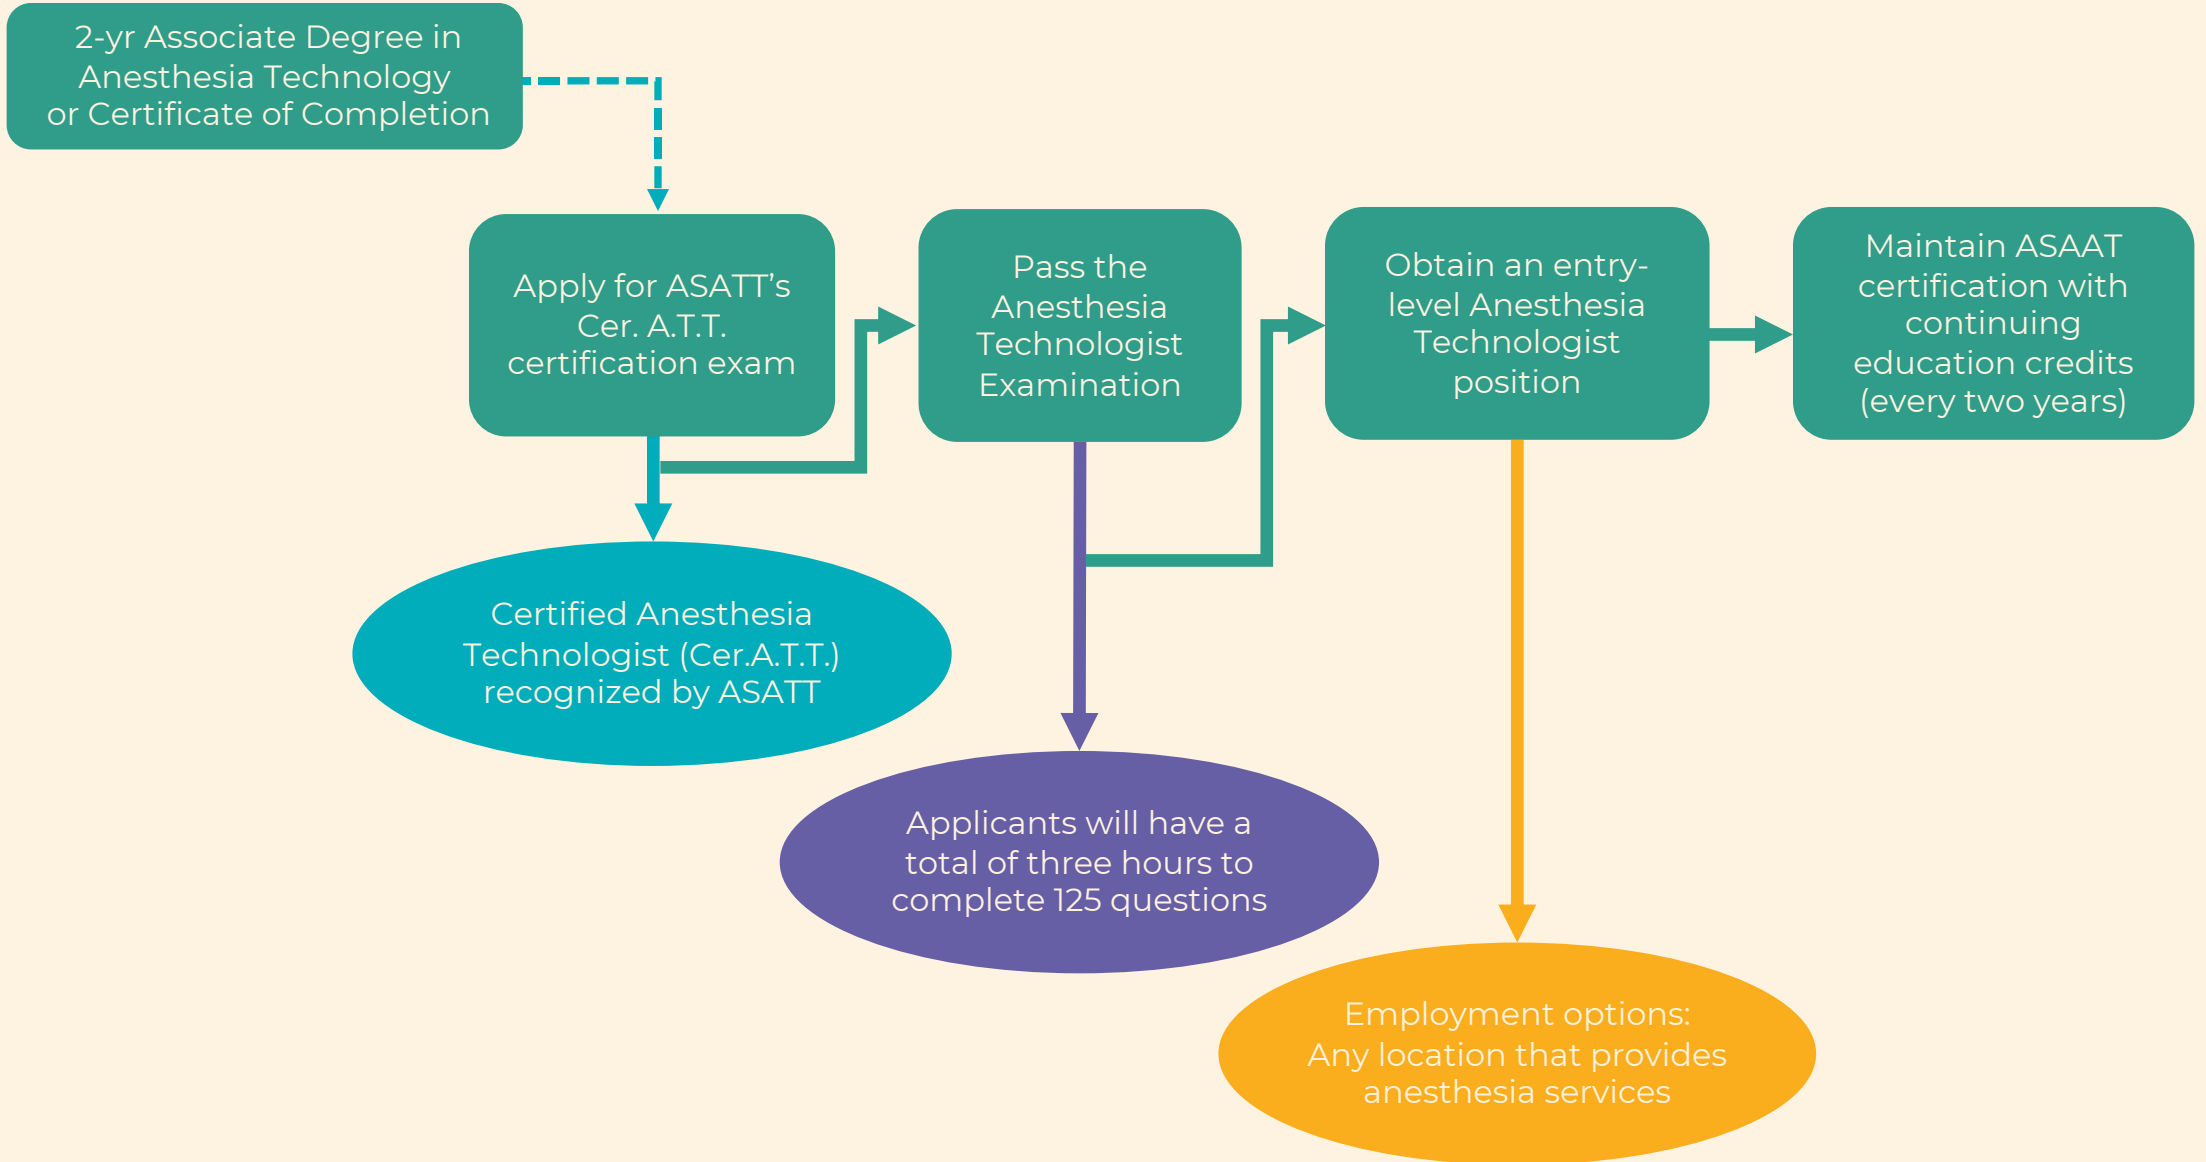 2-yr Associate Degree in
Anesthesia Technology
or Certificate of Completion
Apply for ASATT’s
Cer. A.T.T.
certification exam
Pass the
Anesthesia
Technologist
Examination
Obtain an entry-
level Anesthesia
Technologist
position
Maintain ASAAT
certification with
continuing
education credits
(every two years)
Certified Anesthesia
Technologist (Cer.A.T.T.)
recognized by ASATT
Applicants will have a
total of three hours to
complete 125 questions
Employment options:
Any location that provides
anesthesia services